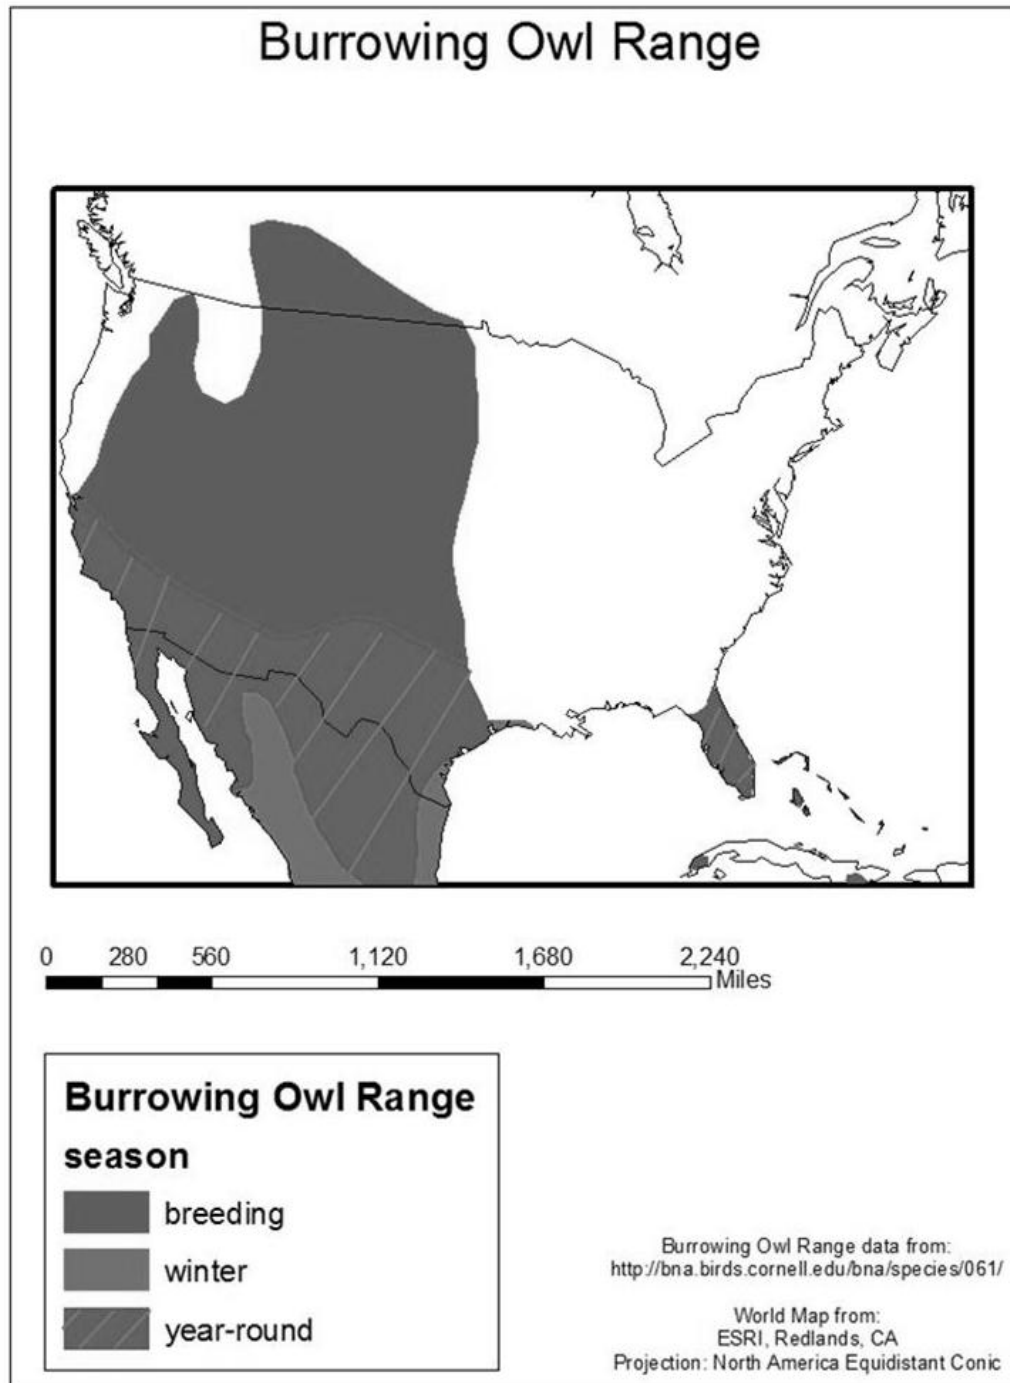 Burrowing Owl Range
0 280 560 1,120 1,680 2,240
Miles
Burrowing Owl Range
season
breeding
winter
year-round
Burrowing Owl Range data from:
http://bna.birds.cornell.edu/bna/species/061/
World Map from:
ESRI, Redlands, CA
Projection: North America Equidistant Conic